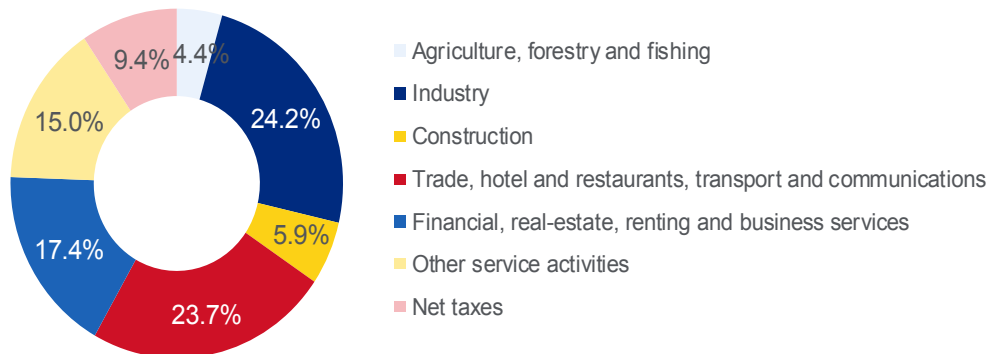 9.4%
4.4%
Agriculture, forestry and fishing
Industry
24.2%
15.0%
Construction
Trade, hotel and restaurants, transport and communications
Financial, real-estate, renting and business services
5.9%
17.4%
Other service activities
23.7%
Net taxes